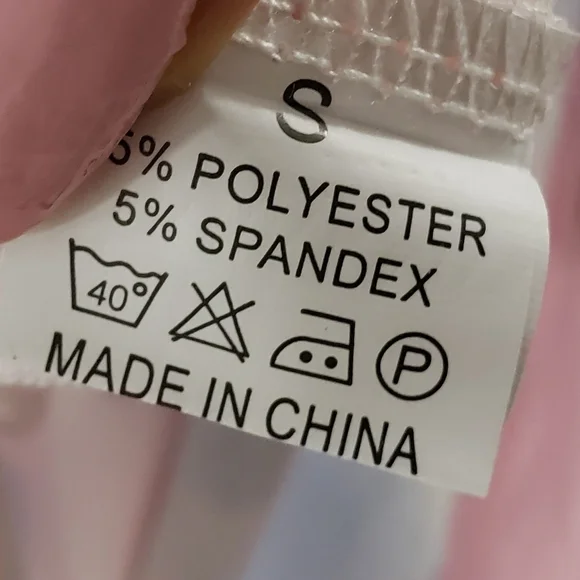 S
5% POLYESTER
5% SPANDEX
40°
P
MADE IN CHINA